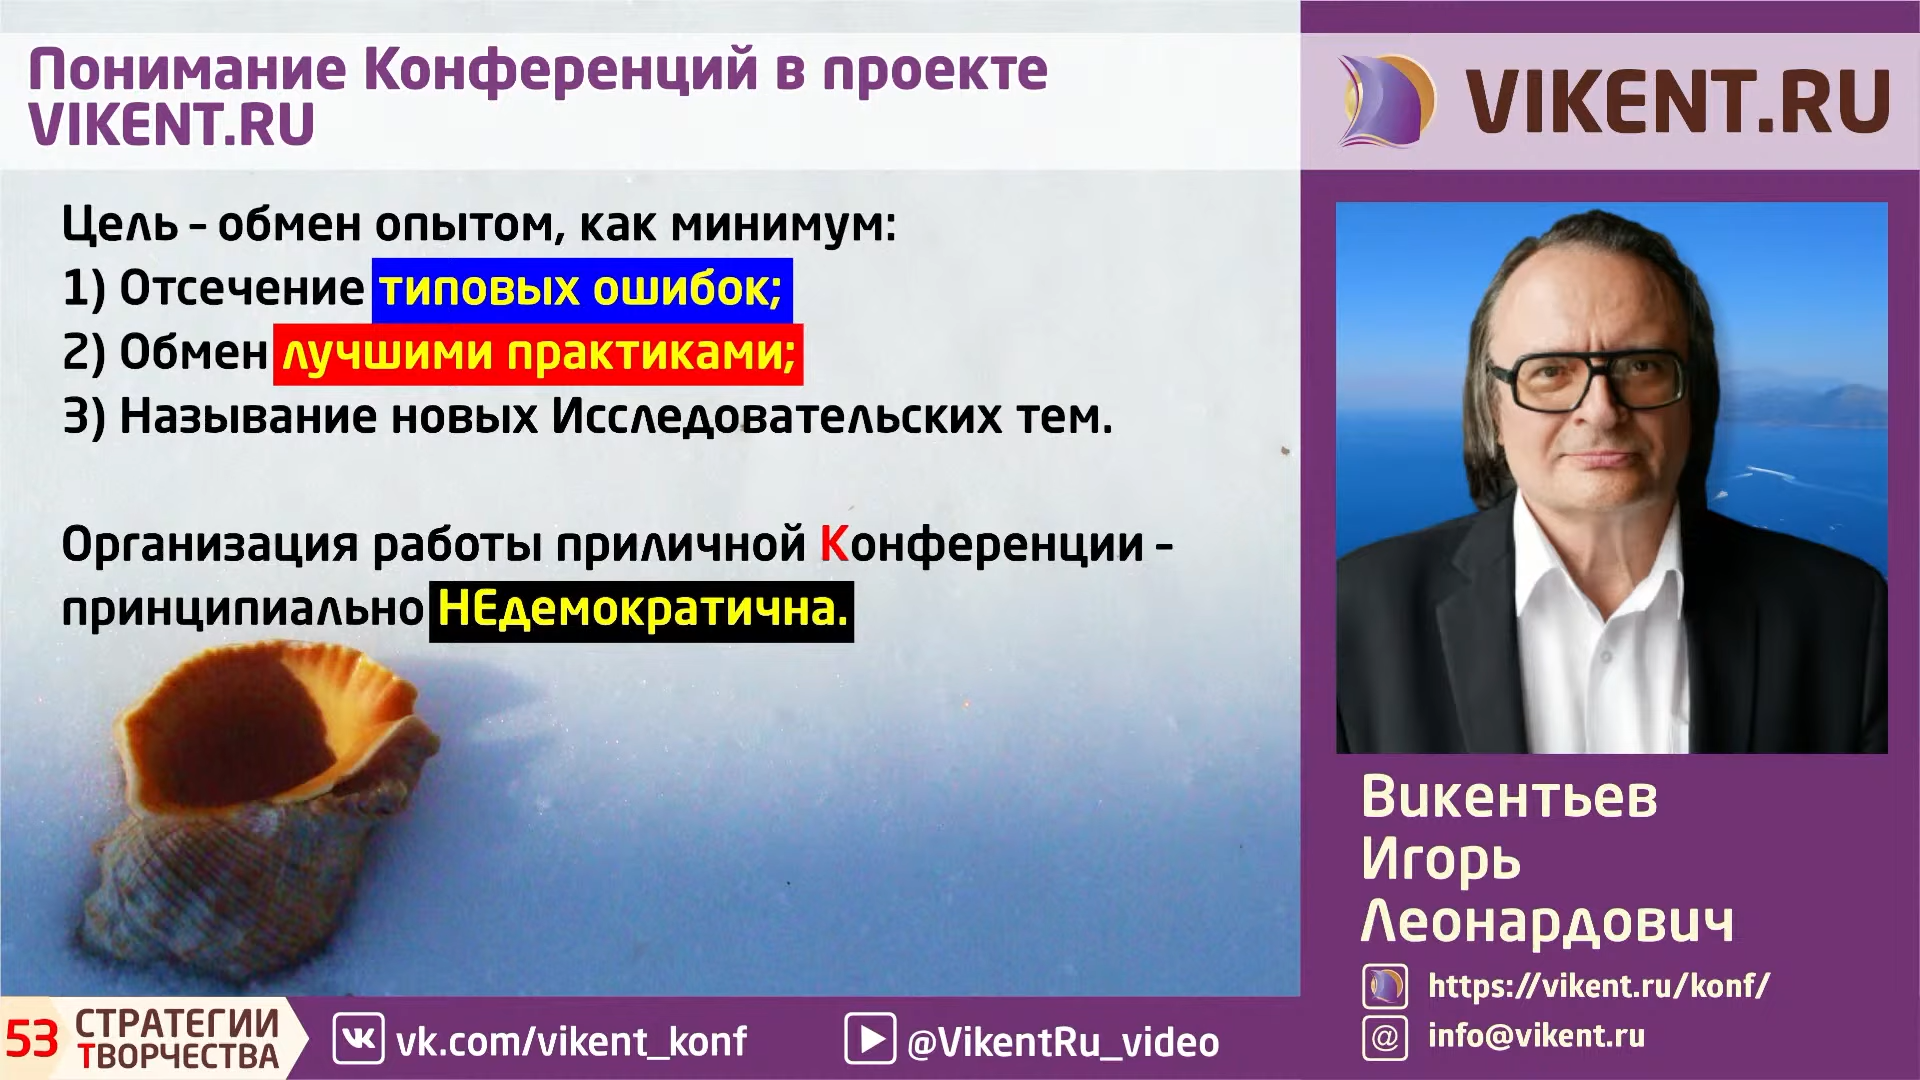 Понимание Конференций в проекте
VIKENT.RU
VIKENT.RU
Цель – обмен опытом, как минимум:
1) Отсечение типовых ошибок;
2) Обмен лучшими практиками;
3) Называние новых Исследовательских тем.
Организация работы приличной Конференции –
принципиально НЕдемократична.
Викентьев
Игорь
Леонардович
https://vikent.ru/konf/
info@vikent.ru
53 СТРАТЕГИИ
ТВОРЧЕСТВА
vk.com/vikent_konf
@VikentRu_video